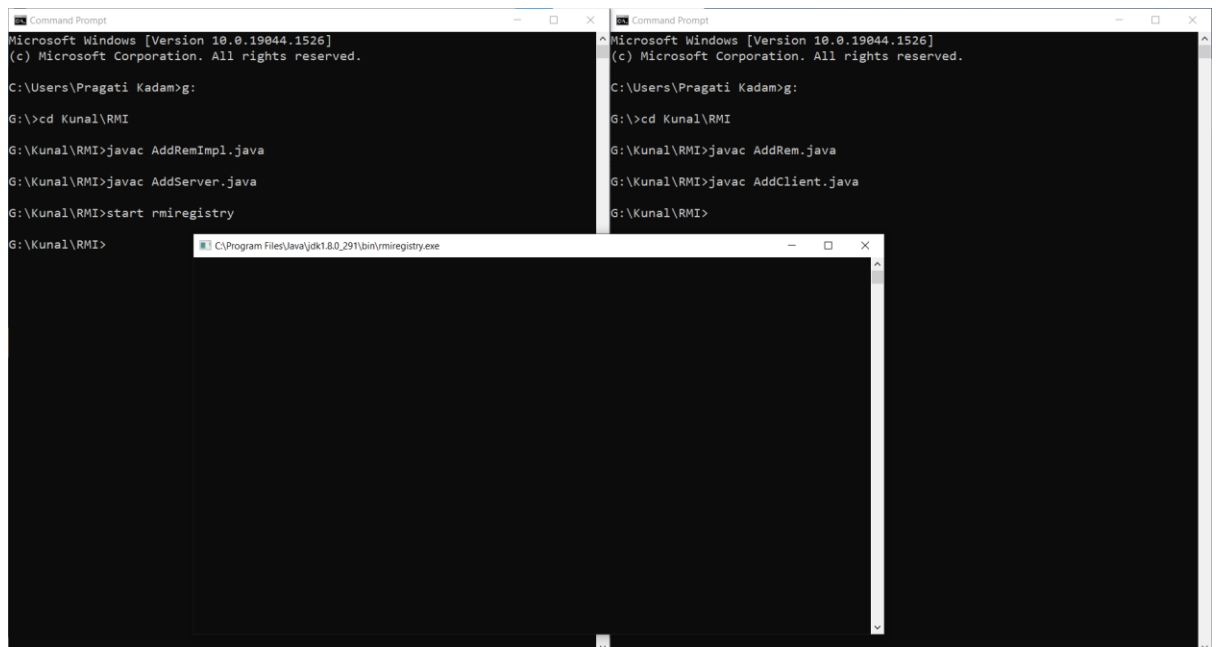 Command Prompt
Microsoft Windows [Version 10.0.19044.1526]
(c) Microsoft Corporation. All rights reserved.
C:\Users\Pragati Kadam>g:
G:\>cd Kunal\RMI
G:\Kunal\RMI>javac AddRemImpl.java
G:\Kunal\RMI>javac AddServer.java
G:\Kunal\RMI>start rmiregistry
G:\Kunal\RMI>
Command Prompt
Microsoft Windows [Version 10.0.19044.1526]
(c) Microsoft Corporation. All rights reserved.
C:\Users\Pragati Kadam>g:
G:\>cd Kunal\RMI
G:\Kunal\RMI>javac AddRem.java
G:\Kunal\RMI>javac AddClient.java
G:\Kunal\RMI>
C:\Program Files\Java\jdk1.8.0_291\bin\rmiregistry.exe